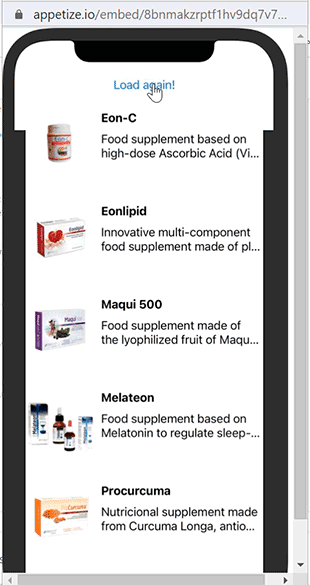 appetize.io/embed/8bnmakzrptf1hv9dq7v7...
Load again!
Eon-C
Food supplement based on
high-dose Ascorbic Acid (Vi...
Eonlipid
Innovative multi-component
food supplement made of pl...
Maqui 500
Food supplement made of
the lyophilized fruit of Maqu...
Melateon
Food supplement based on
Melatonin to regulate sleep-...
Procurcuma
Nutricional supplement made
from Curcuma Longa, antio...